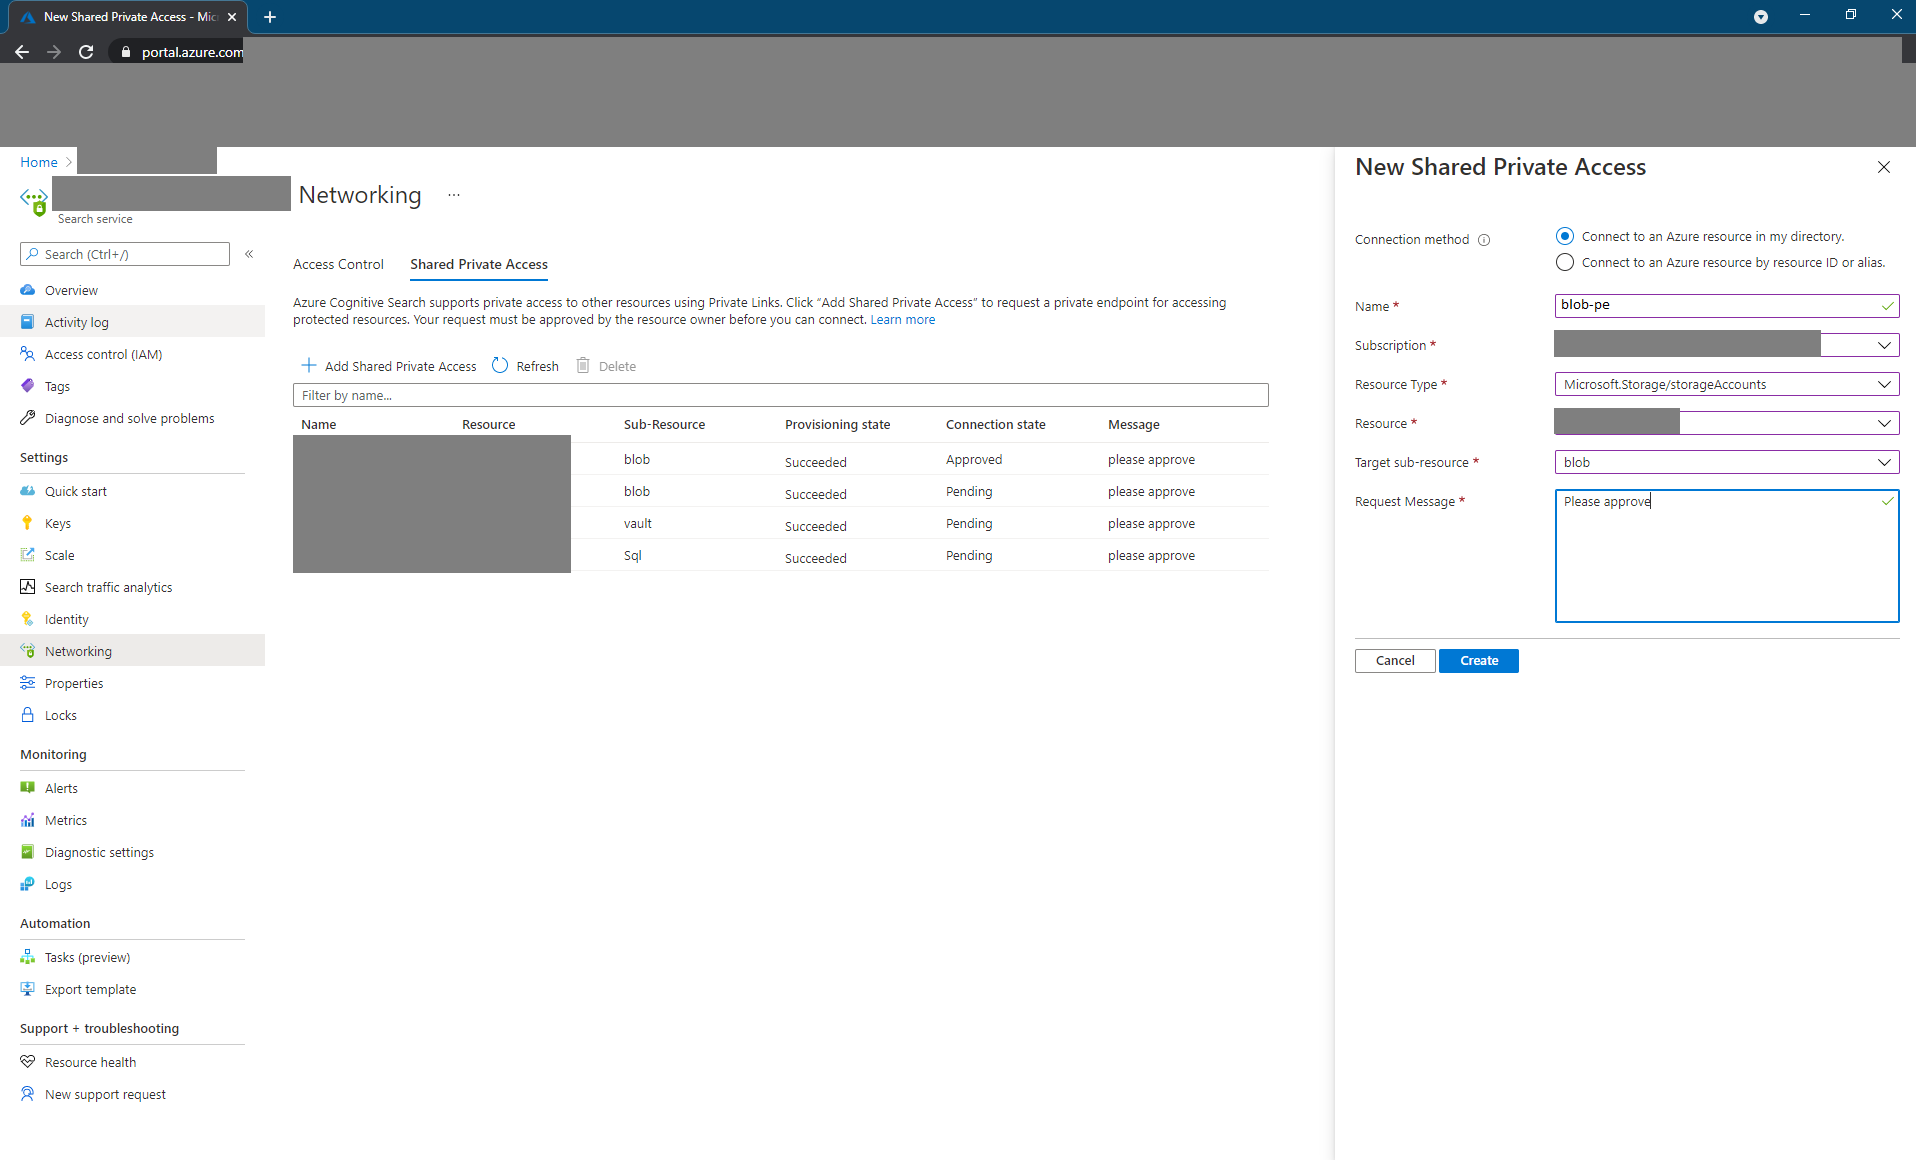 New Shared Private Access - Mic
portal.azure.com
Home
Networking
Search service
Search (Ctrl+/)
Overview
Activity log
Access control (IAM)
Tags
Diagnose and solve problems
Settings
Quick start
Keys
Scale
Search traffic analytics
Identity
Networking
Properties
Locks
Monitoring
Alerts
Metrics
Diagnostic settings
Logs
Automation
Tasks (preview)
Export template
Support + troubleshooting
Resource health
New support request
Access Control Shared Private Access
Azure Cognitive Search supports private access to other resources using Private Links. Click “Add Shared Private Access” to request a private endpoint for accessing
protected resources. Your request must be approved by the resource owner before you can connect. Learn more
Add Shared Private Access Refresh Delete
Filter by name...
Name Resource Sub-Resource Provisioning state Connection state Message
blob Succeeded Approved please approve
blob Succeeded Pending please approve
vault Succeeded Pending please approve
Sql Succeeded Pending please approve
New Shared Private Access
Connection method Connect to an Azure resource in my directory.
Connect to an Azure resource by resource ID or alias.
Name * blob-pe
Subscription *
Resource Type * Microsoft.Storage/storageAccounts
Resource *
Target sub-resource * blob
Request Message * Please approve
Cancel Create